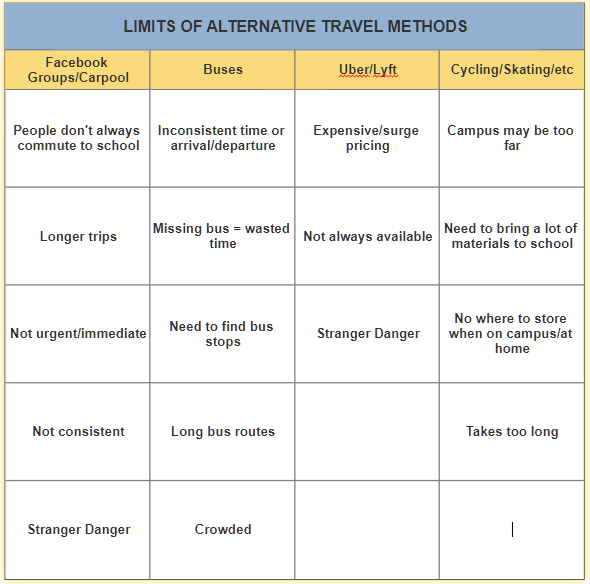 LIMITS OF ALTERNATIVE TRAVEL METHODS
Facebook
Groups/Carpool
Buses
Uber/Lyft
Cycling/Skating/etc
People don't always
commute to school
Inconsistent time or
arrival/departure
Expensive/surge
pricing
Campus may be too
far
Longer trips
Missing bus = wasted
time
Not always available
Need to bring a lot of
materials to school
Not urgent/immediate
Need to find bus
stops
Stranger Danger
No where to store
when on campus/at
home
Not consistent
Long bus routes
Takes too long
Stranger Danger
Crowded